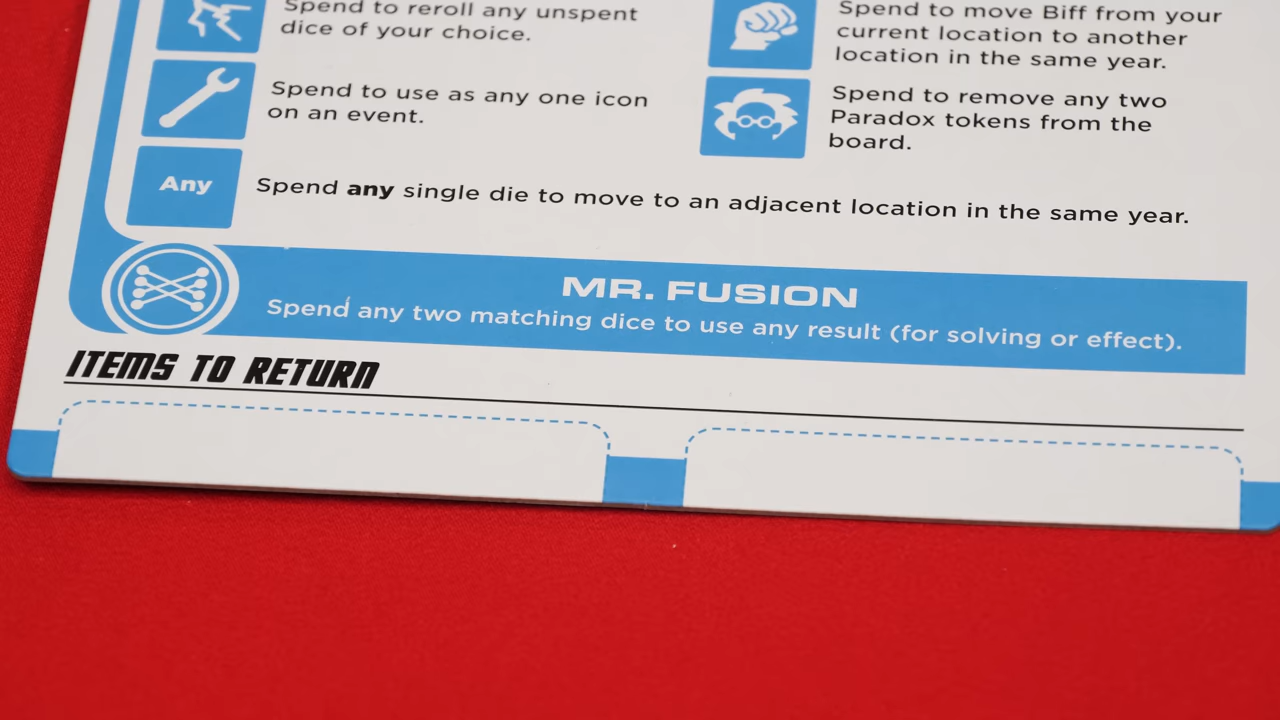 Spend to reroll any unspent
dice of your choice.
Spend to move Biff from your
current location to another
location in the same year.
Spend to use as any one icon
on an event.
Spend to remove any two
Paradox tokens from the
board.
Any
Spend any single die to move to an adjacent location in the same year.
MR. FUSION
Spend any two matching dice to use any result (for solving or effect).
ITEMS TO RETURN